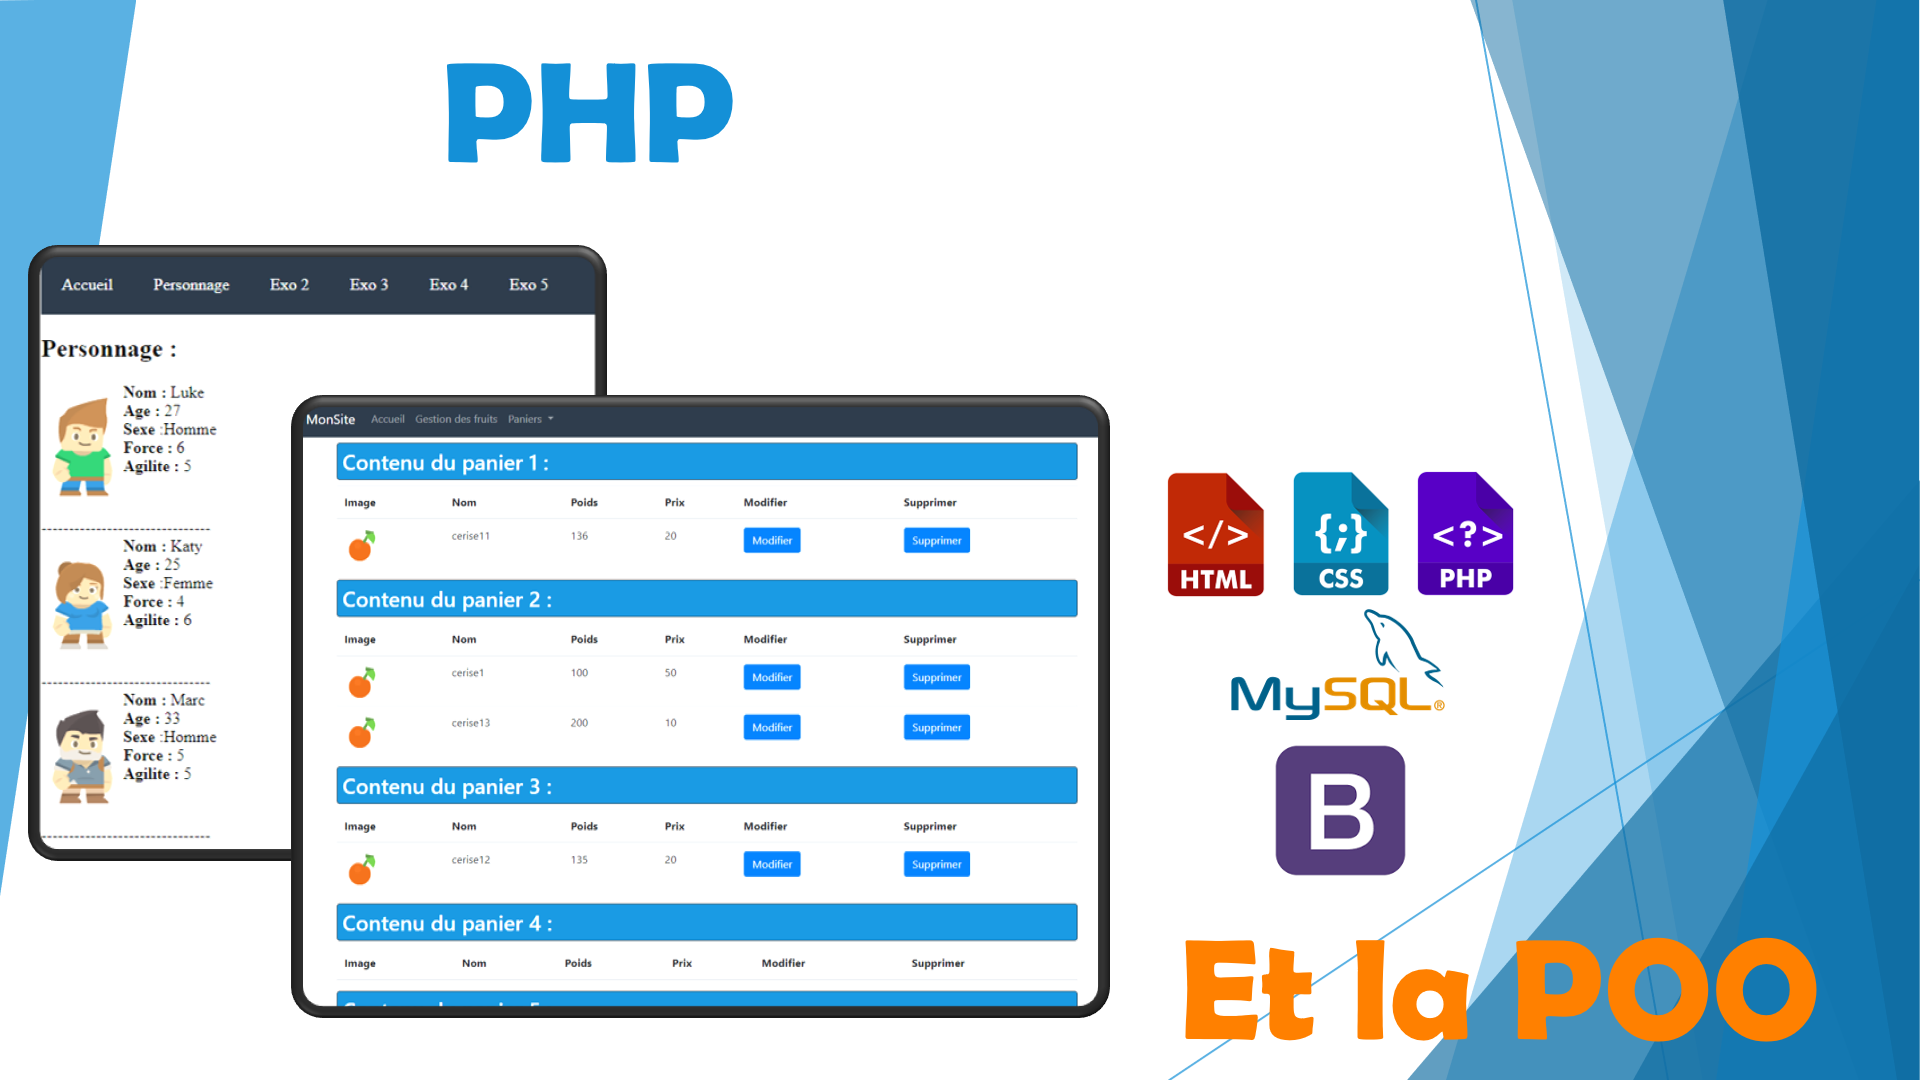 PHP
Accueil Personnage Exo 2 Exo 3 Exo 4 Exo 5
Personnage :
Nom : Luke
Age : 27
Sexe :Homme
Force : 6
Agilite : 5
--------------------------------
Nom : Katy
Age : 25
Sexe :Femme
Force : 4
Agilite : 6
--------------------------------
Nom : Marc
Age : 33
Sexe :Homme
Force : 5
Agilite : 5
--------------------------------
MonSite Accueil Gestion des fruits Paniers
Contenu du panier 1 :
Image Nom Poids Prix Modifier Supprimer
cerise11 136 20 Modifier Supprimer
Contenu du panier 2 :
Image Nom Poids Prix Modifier Supprimer
cerise1 100 50 Modifier Supprimer
cerise13 200 10 Modifier Supprimer
Contenu du panier 3 :
Image Nom Poids Prix Modifier Supprimer
cerise12 135 20 Modifier Supprimer
Contenu du panier 4 :
Image Nom Poids Prix Modifier Supprimer
</> {;} <?>
HTML CSS PHP
MySQL®
B
Et la POO